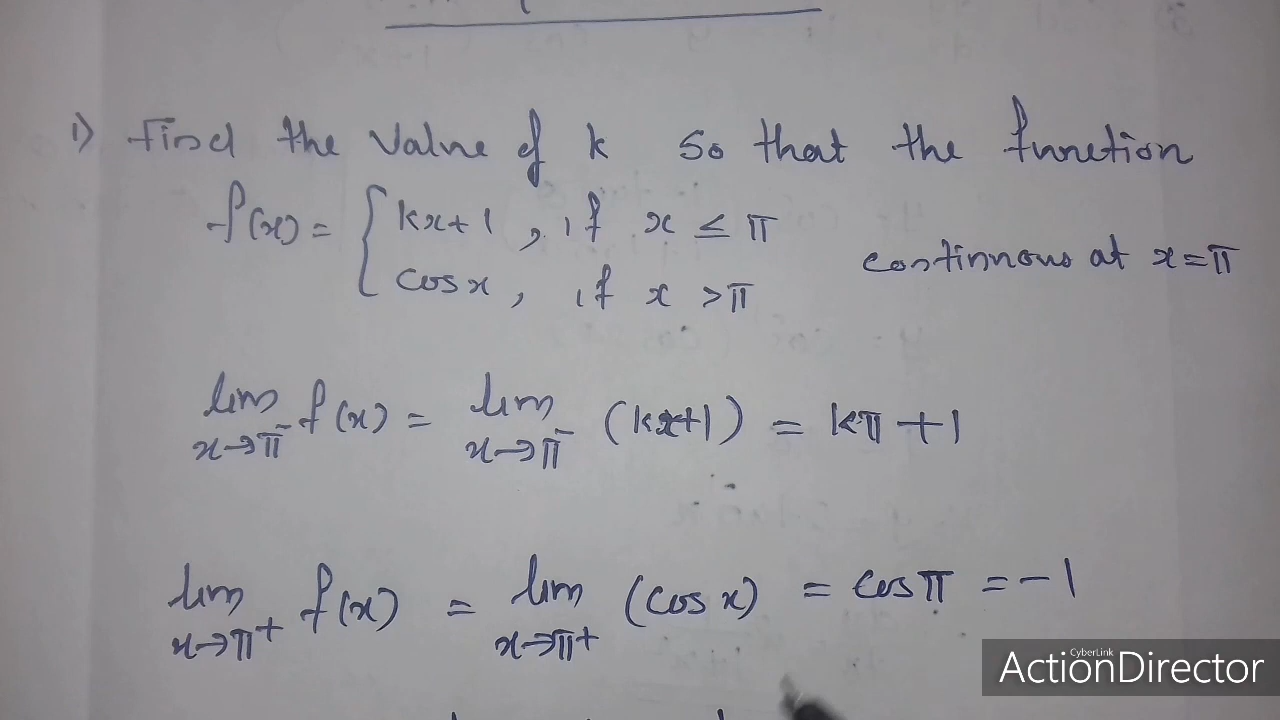 1) Find the value of k so that the function
f(x) = { kx+1 , if x ≤ π
cos x , if x > π
continuous at x=π
lim x→π⁻ f(x) = lim x→π⁻ (kx+1) = kπ +1
lim x→π+ f(x) = lim x→π+ (cos x) = cos π = -1
CyberLink
ActionDirector